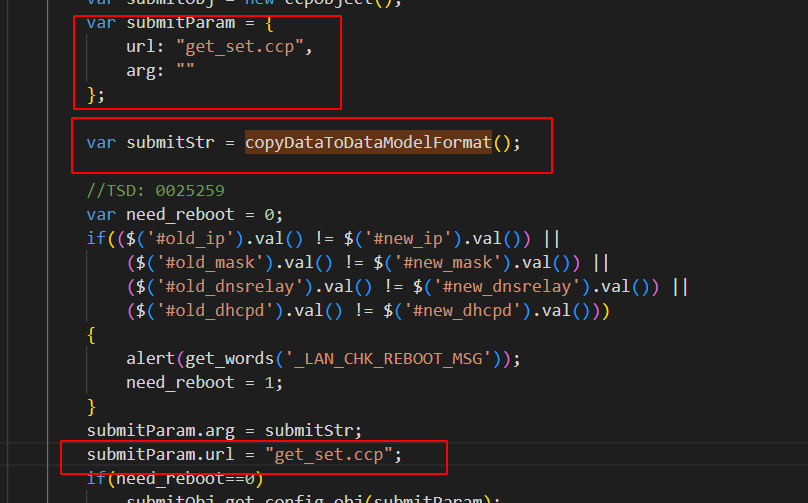 var submitObj = new ccpObject();
var submitParam = {
url: "get_set.ccp",
arg: ""
};
var submitStr = copyDataToDataModelFormat();
//TSD: 0025259
var need_reboot = 0;
if(($('#old_ip').val() != $('#new_ip').val()) ||
($('#old_mask').val() != $('#new_mask').val()) ||
($('#old_dnsrelay').val() != $('#new_dnsrelay').val()) ||
($('#old_dhcpd').val() != $('#new_dhcpd').val()))
{
alert(get_words('_LAN_CHK_REBOOT_MSG'));
need_reboot = 1;
}
submitParam.arg = submitStr;
submitParam.url = "get_set.ccp";
if(need_reboot==0)
submitObj.get_config_obj(submitParam);